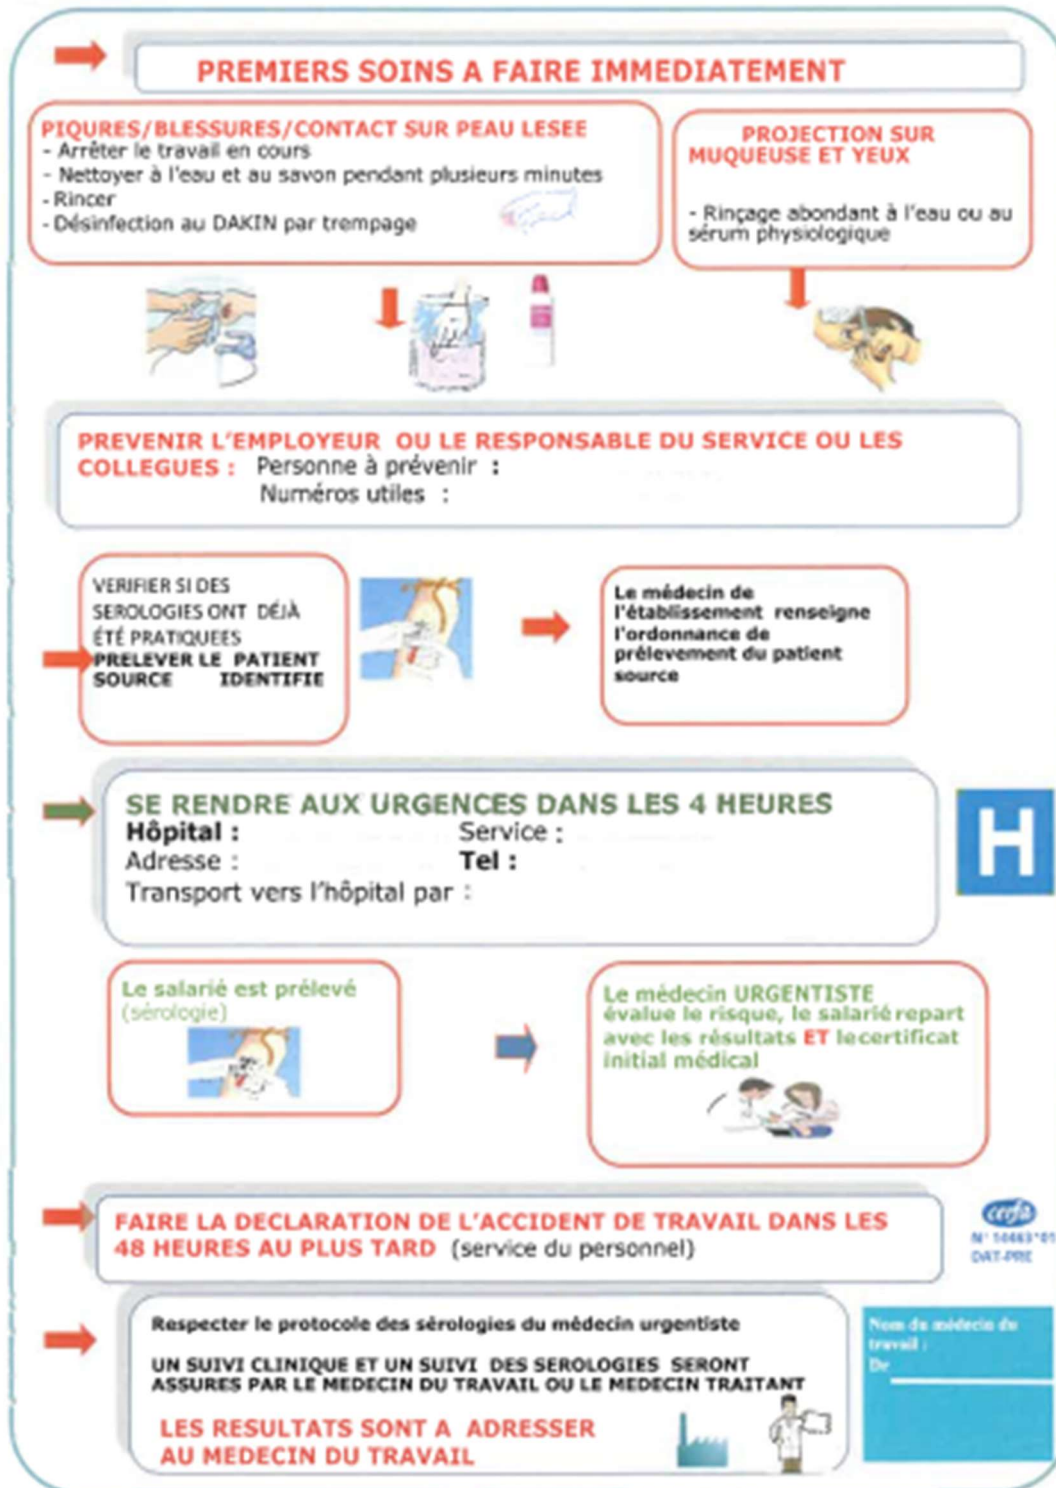 PREMIERS SOINS A FAIRE IMMEDIATEMENT
PIQURES/BLESSURES/CONTACT SUR PEAU LESEE
- Arrêter le travail en cours
- Nettoyer à l'eau et au savon pendant plusieurs minutes
- Rincer
- Désinfection au DAKIN par trempage
PROJECTION SUR
MUQUEUSE ET YEUX
- Rinçage abondant à l'eau ou au
sérum physiologique
PREVENIR L'EMPLOYEUR OU LE RESPONSABLE DU SERVICE OU LES
COLLEGUES : Personne à prévenir :
Numéros utiles :
VERIFIER SI DES
SEROLOGIES ONT DÉJÀ
ÉTÉ PRATIQUEES
PRELEVER LE PATIENT
SOURCE IDENTIFIE
Le médecin de
l'établissement renseigne
l'ordonnance de
prélevement du patient
source
SE RENDRE AUX URGENCES DANS LES 4 HEURES
Hôpital : Service :
Adresse : Tel :
Transport vers l'hôpital par :
H
Le salarié est prélevé
(sérologie)
Le médecin URGENTISTE
évalue le risque, le salarié repart
avec les résultats ET lecertificat
initial médical
FAIRE LA DECLARATION DE L'ACCIDENT DE TRAVAIL DANS LES
48 HEURES AU PLUS TARD (service du personnel)
cerfa
N° 14463*01
DAT-PRE
Respecter le protocole des sérologies du médecin urgentiste
UN SUIVI CLINIQUE ET UN SUIVI DES SEROLOGIES SERONT
ASSURES PAR LE MEDECIN DU TRAVAIL OU LE MEDECIN TRAITANT
LES RESULTATS SONT A ADRESSER
AU MEDECIN DU TRAVAIL
Nom du médecin du
travail :
Dr